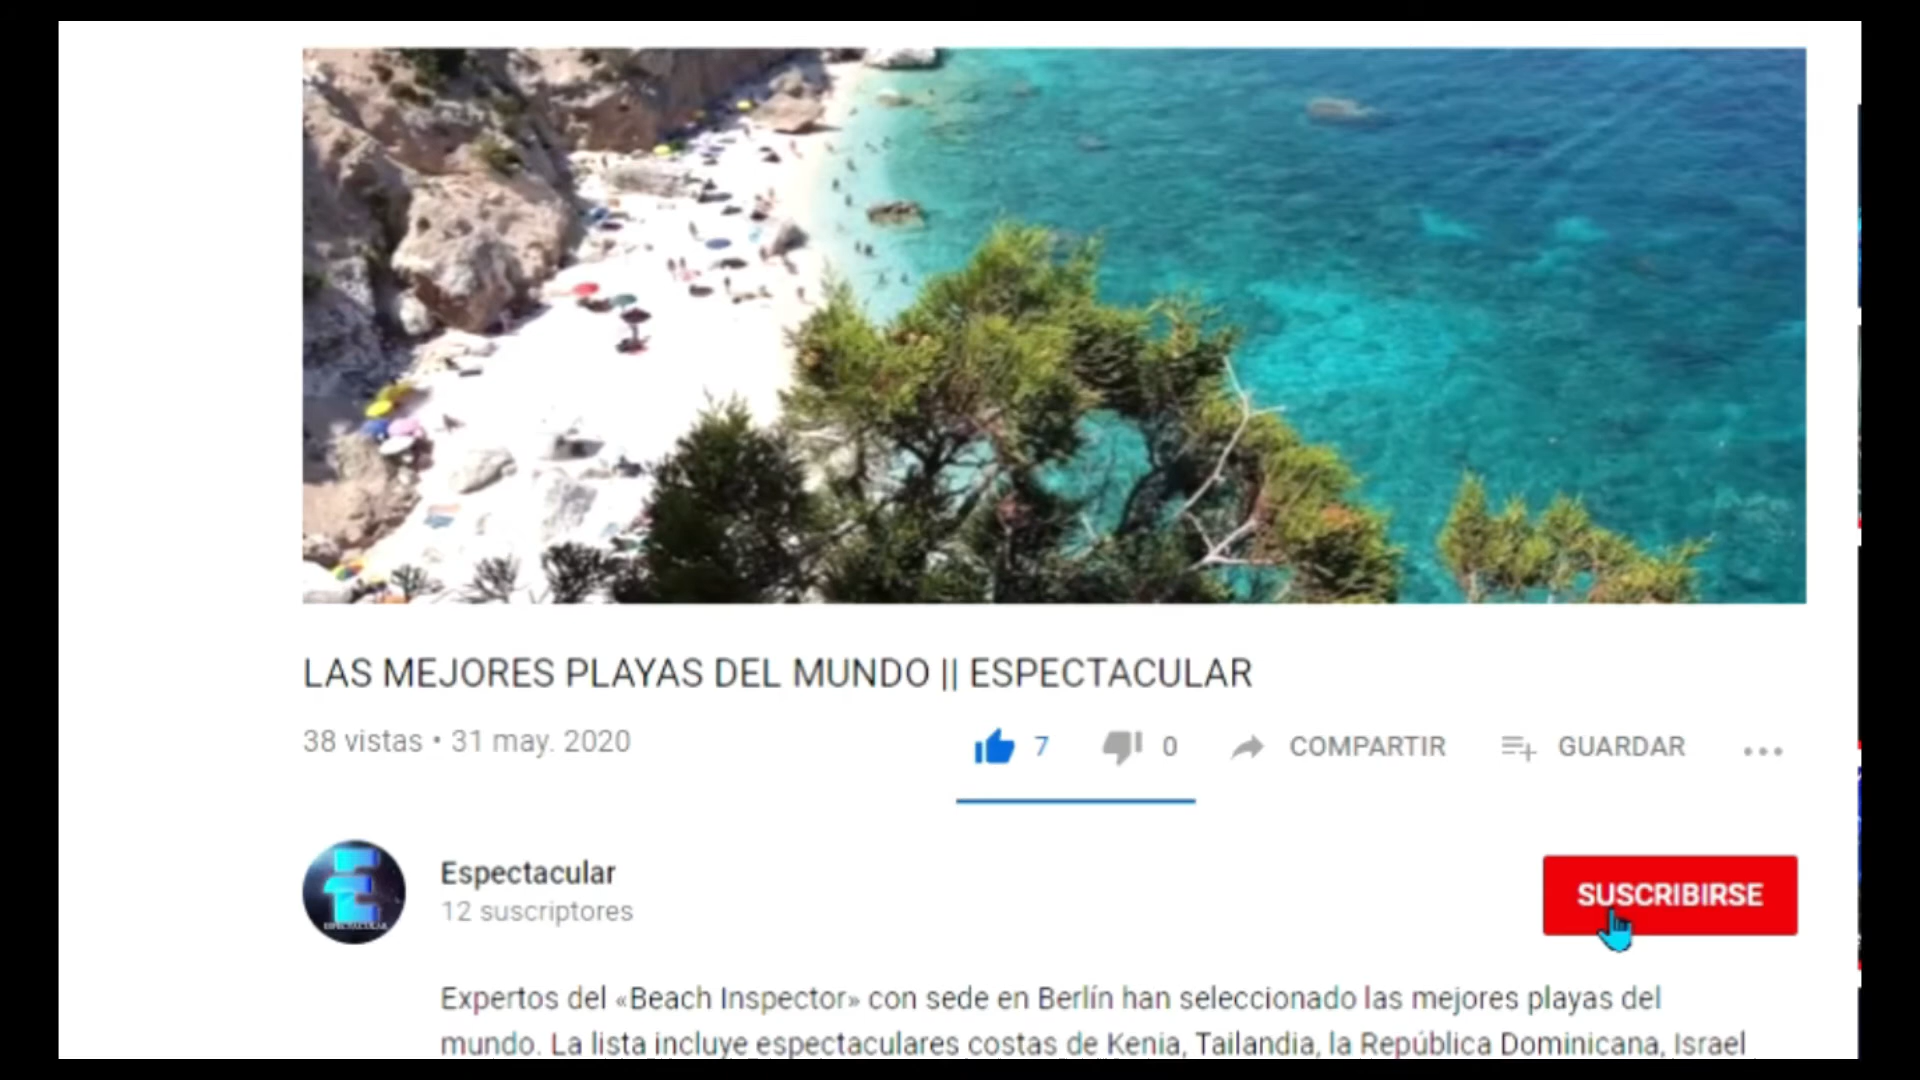 LAS MEJORES PLAYAS DEL MUNDO || ESPECTACULAR
38 vistas • 31 may. 2020
7
0
COMPARTIR
GUARDAR
Espectacular
12 suscriptores
ESPECTACULAR
SUSCRIBIRSE
Expertos del «Beach Inspector» con sede en Berlín han seleccionado las mejores playas del
mundo. La lista incluye espectaculares costas de Kenia, Tailandia, la República Dominicana, Israel